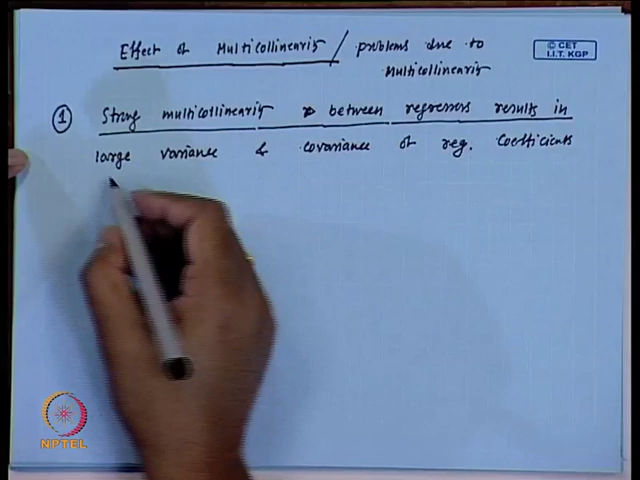 Effect of Multicollinearity / problems due to
Multicollinearity
© CET
I.I.T. KGP
1 Strong multicollinearity between regressors results in
large variance & covariance of reg. coefficients
NPTEL